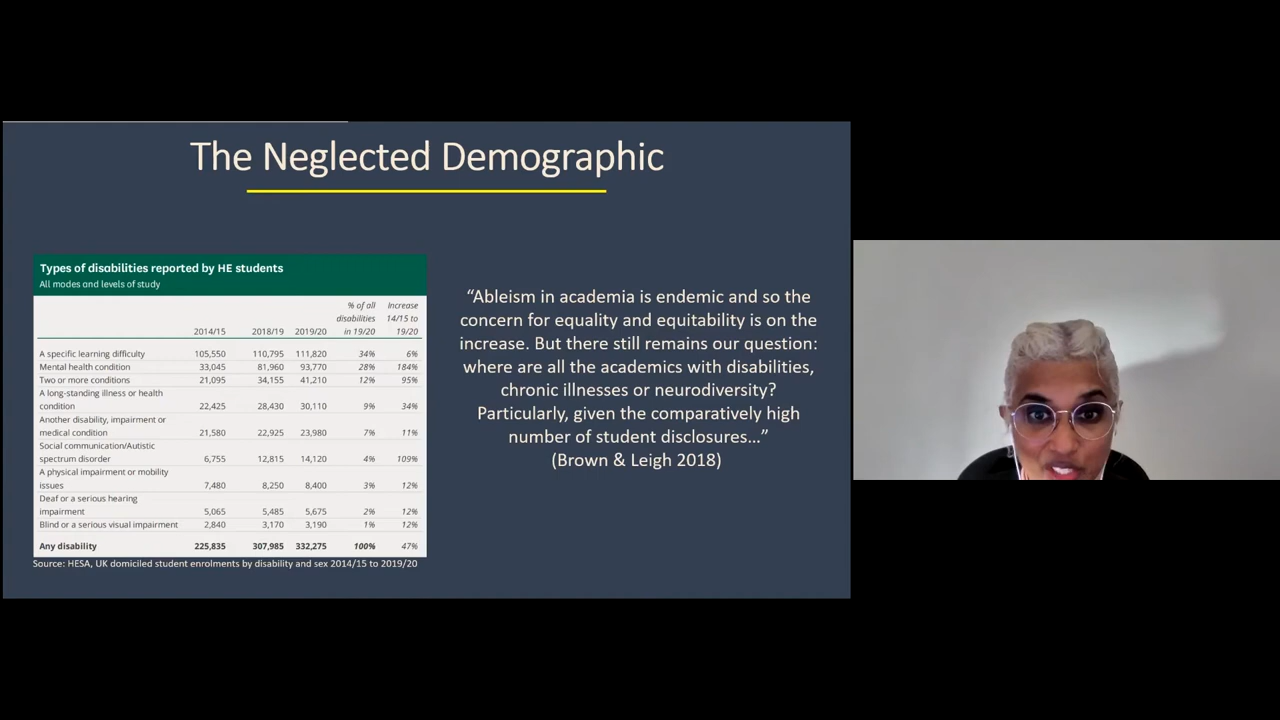 The Neglected Demographic
Types of disabilities reported by HE students
All modes and levels of study
% of all Increase
disabilities 14/15 to
2014/15 2018/19 2019/20 in 19/20 19/20
A specific learning difficulty 105,550 110,795 111,820 34% 6%
Mental health condition 33,045 81,960 93,770 28% 184%
Two or more conditions 21,095 34,155 41,210 12% 95%
A long-standing illness or health
condition 22,425 28,430 30,110 9% 34%
Another disability, impairment or
medical condition 21,580 22,925 23,980 7% 11%
Social communication/Autistic
spectrum disorder 6,755 12,815 14,120 4% 109%
A physical impairment or mobility
issues 7,480 8,250 8,400 3% 12%
Deaf or a serious hearing
impairment 5,065 5,485 5,675 2% 12%
Blind or a serious visual impairment 2,840 3,170 3,190 1% 12%
Any disability 225,835 307,985 332,275 100% 47%
Source: HESA, UK domiciled student enrolments by disability and sex 2014/15 to 2019/20
“Ableism in academia is endemic and so the
concern for equality and equitability is on the
increase. But there still remains our question:
where are all the academics with disabilities,
chronic illnesses or neurodiversity?
Particularly, given the comparatively high
number of student disclosures…”
(Brown & Leigh 2018)